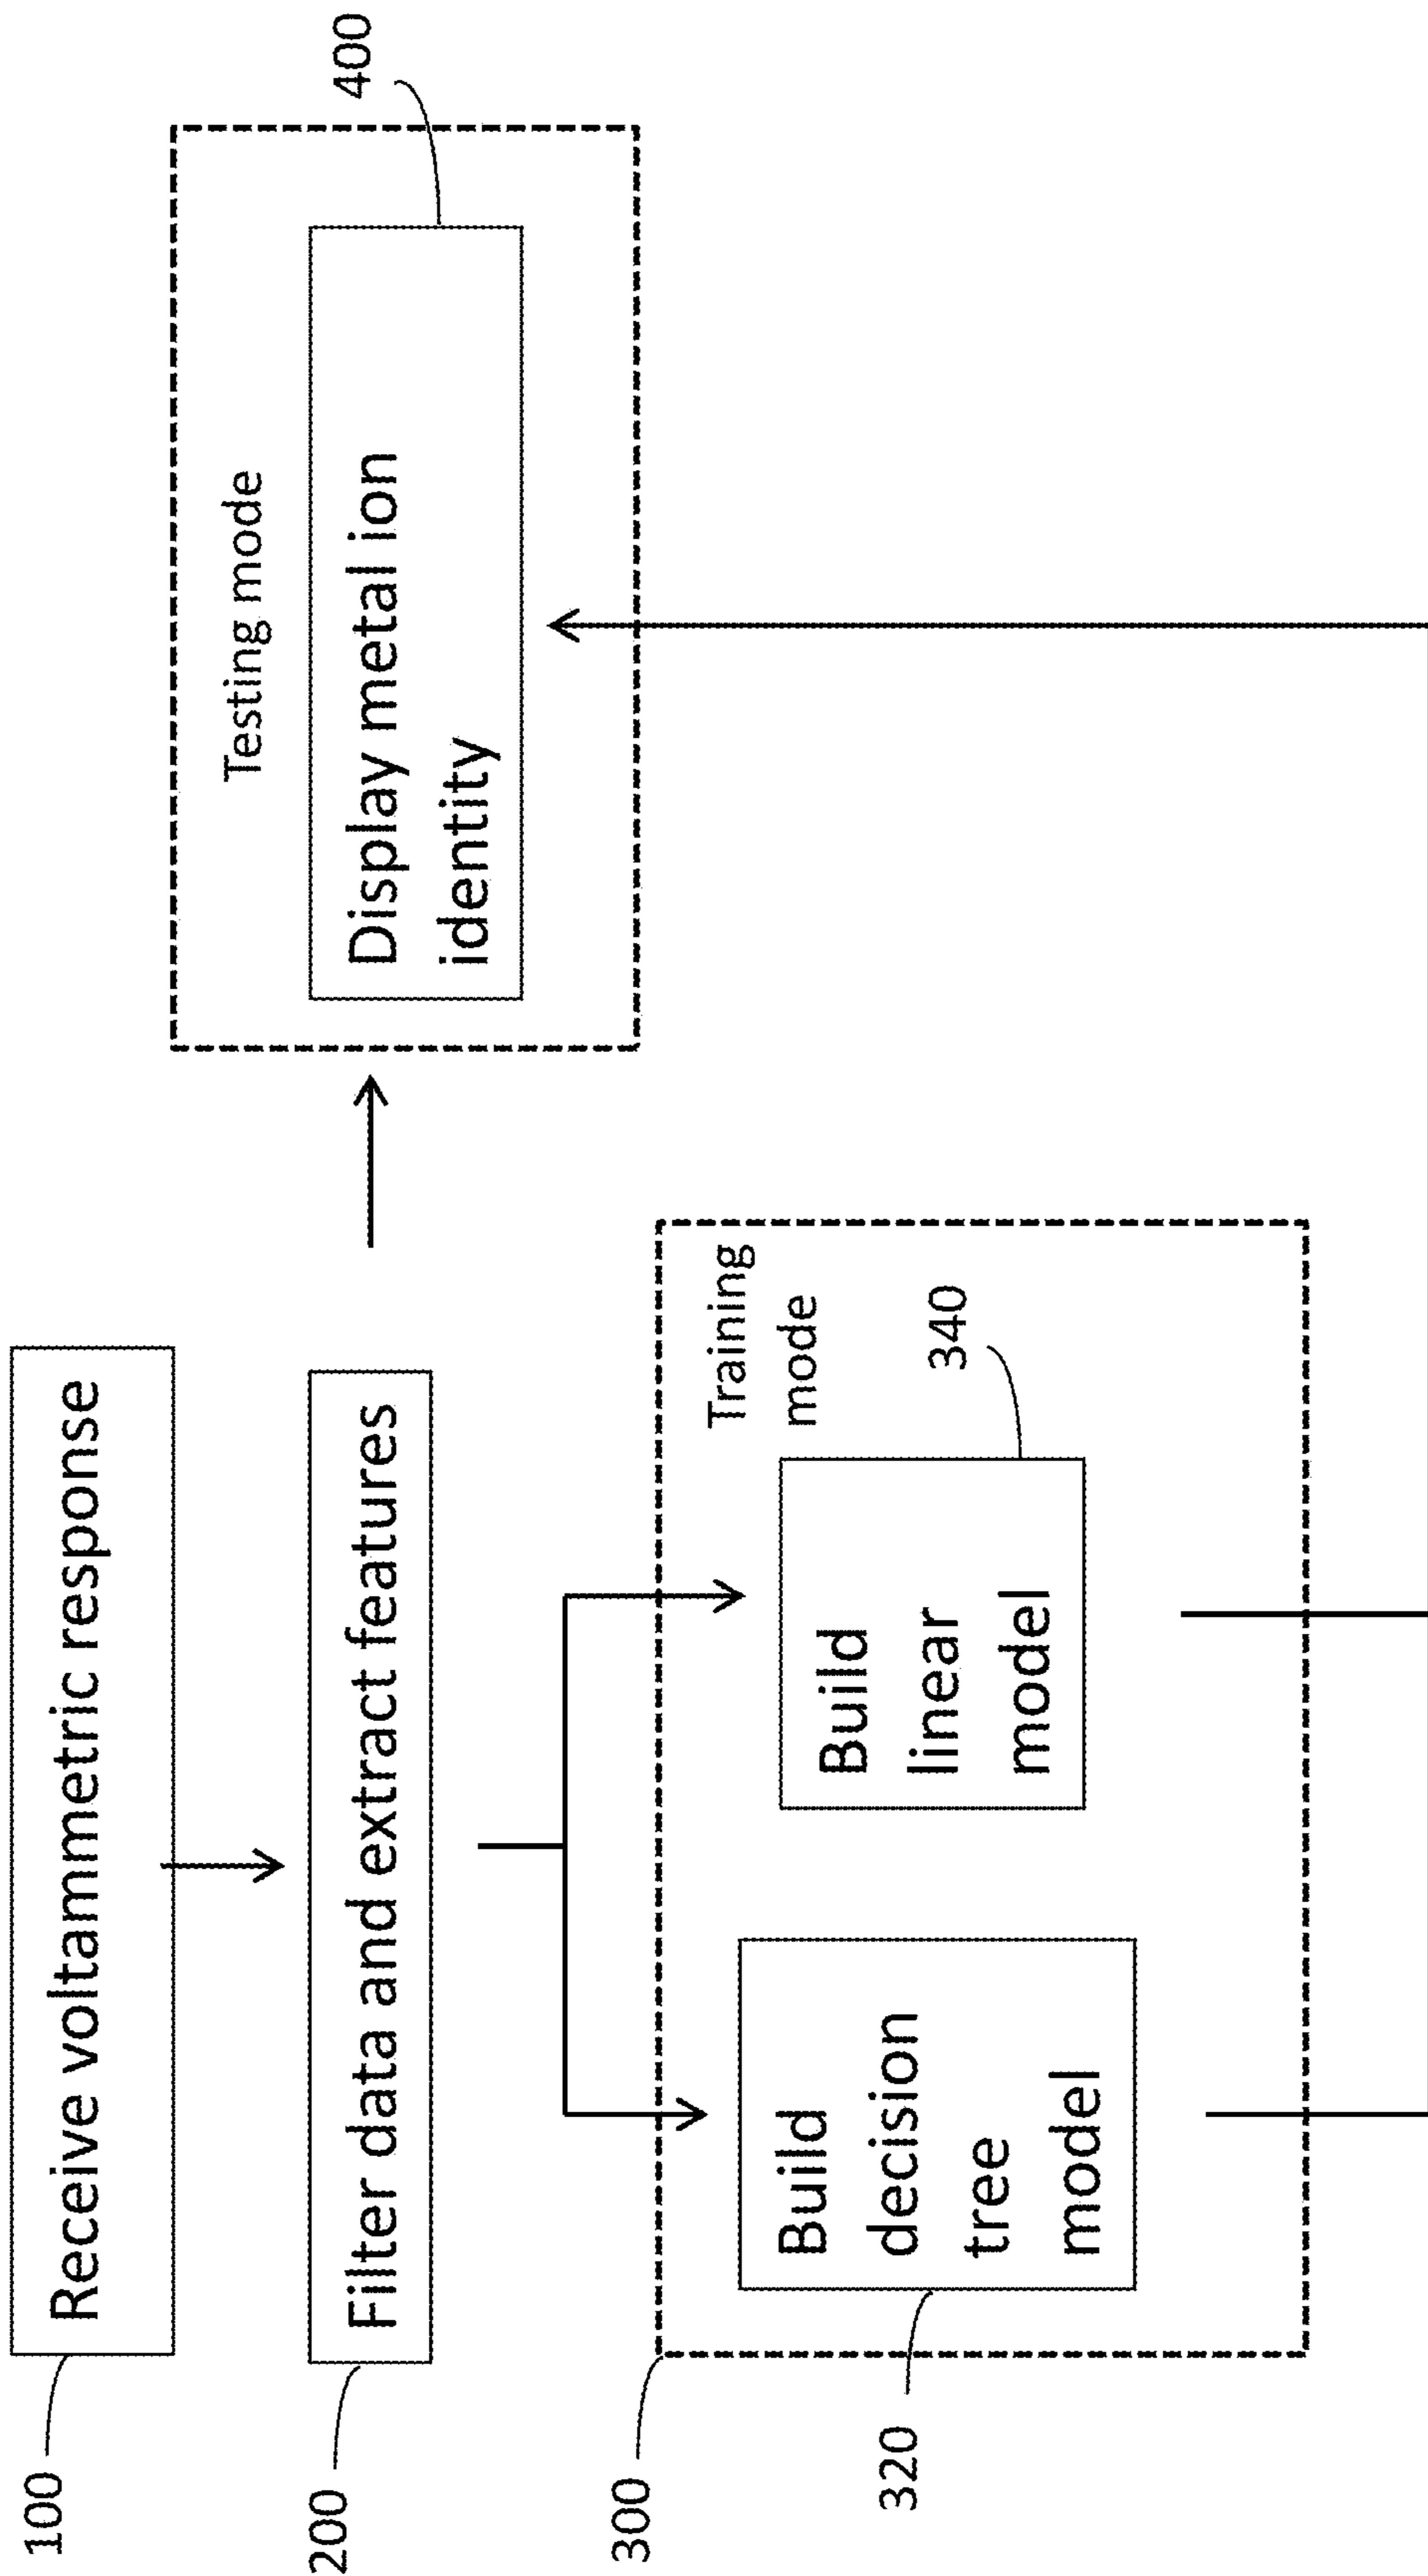 100
Receive voltammetric response
200
Filter data and extract features
300
Training
mode
320
Build
decision
tree
model
340
Build
linear
model
Testing mode
400
Display metal ion
identity